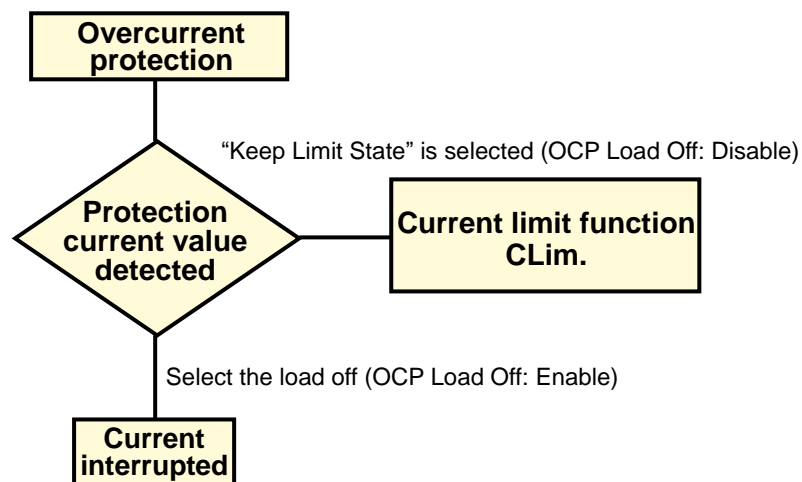 Overcurrent
protection
“Keep Limit State” is selected (OCP Load Off: Disable)
Protection
current value
detected
Current limit function
CLim.
Select the load off (OCP Load Off: Enable)
Current
interrupted